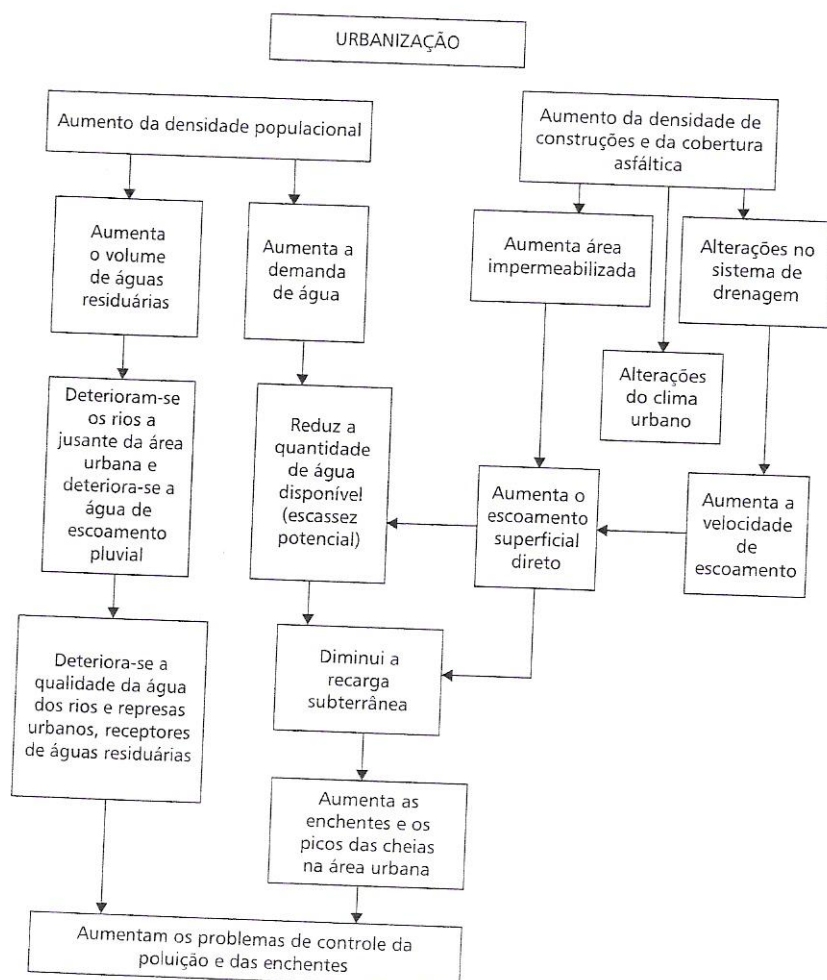 URBANIZAÇÃO
Aumento da densidade populacional
Aumento da densidade de
construções e da cobertura
asfáltica
Aumenta
o volume
de águas
residuárias
Aumenta a
demanda
de água
Aumenta área
impermeabilizada
Alterações no
sistema de
drenagem
Alterações
do clima
urbano
Deterioram-se
os rios a
jusante da área
urbana e
deteriora-se a
água de
escoamento
pluvial
Reduz a
quantidade
de água
disponível
(escassez
potencial)
Aumenta o
escoamento
superficial
direto
Aumenta a
velocidade
de
escoamento
Deteriora-se a
qualidade da água
dos rios e represas
urbanos, receptores
de águas residuárias
Diminui a
recarga
subterrânea
Aumenta as
enchentes e os
picos das cheias
na área urbana
Aumentam os problemas de controle da
poluição e das enchentes